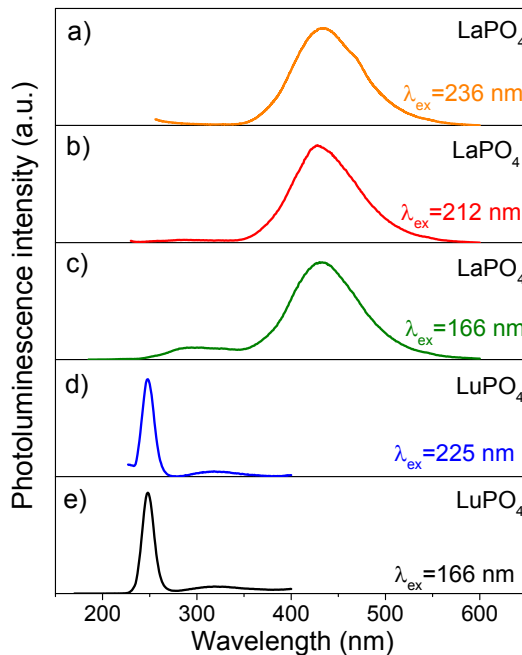 Photoluminescence intensity (a.u.)
a) LaPO₄
λex=236 nm
b) LaPO₄
λex=212 nm
c) LaPO₄
λex=166 nm
d) LuPO₄
λex=225 nm
e) LuPO₄
λex=166 nm
200 300 400 500 600
Wavelength (nm)